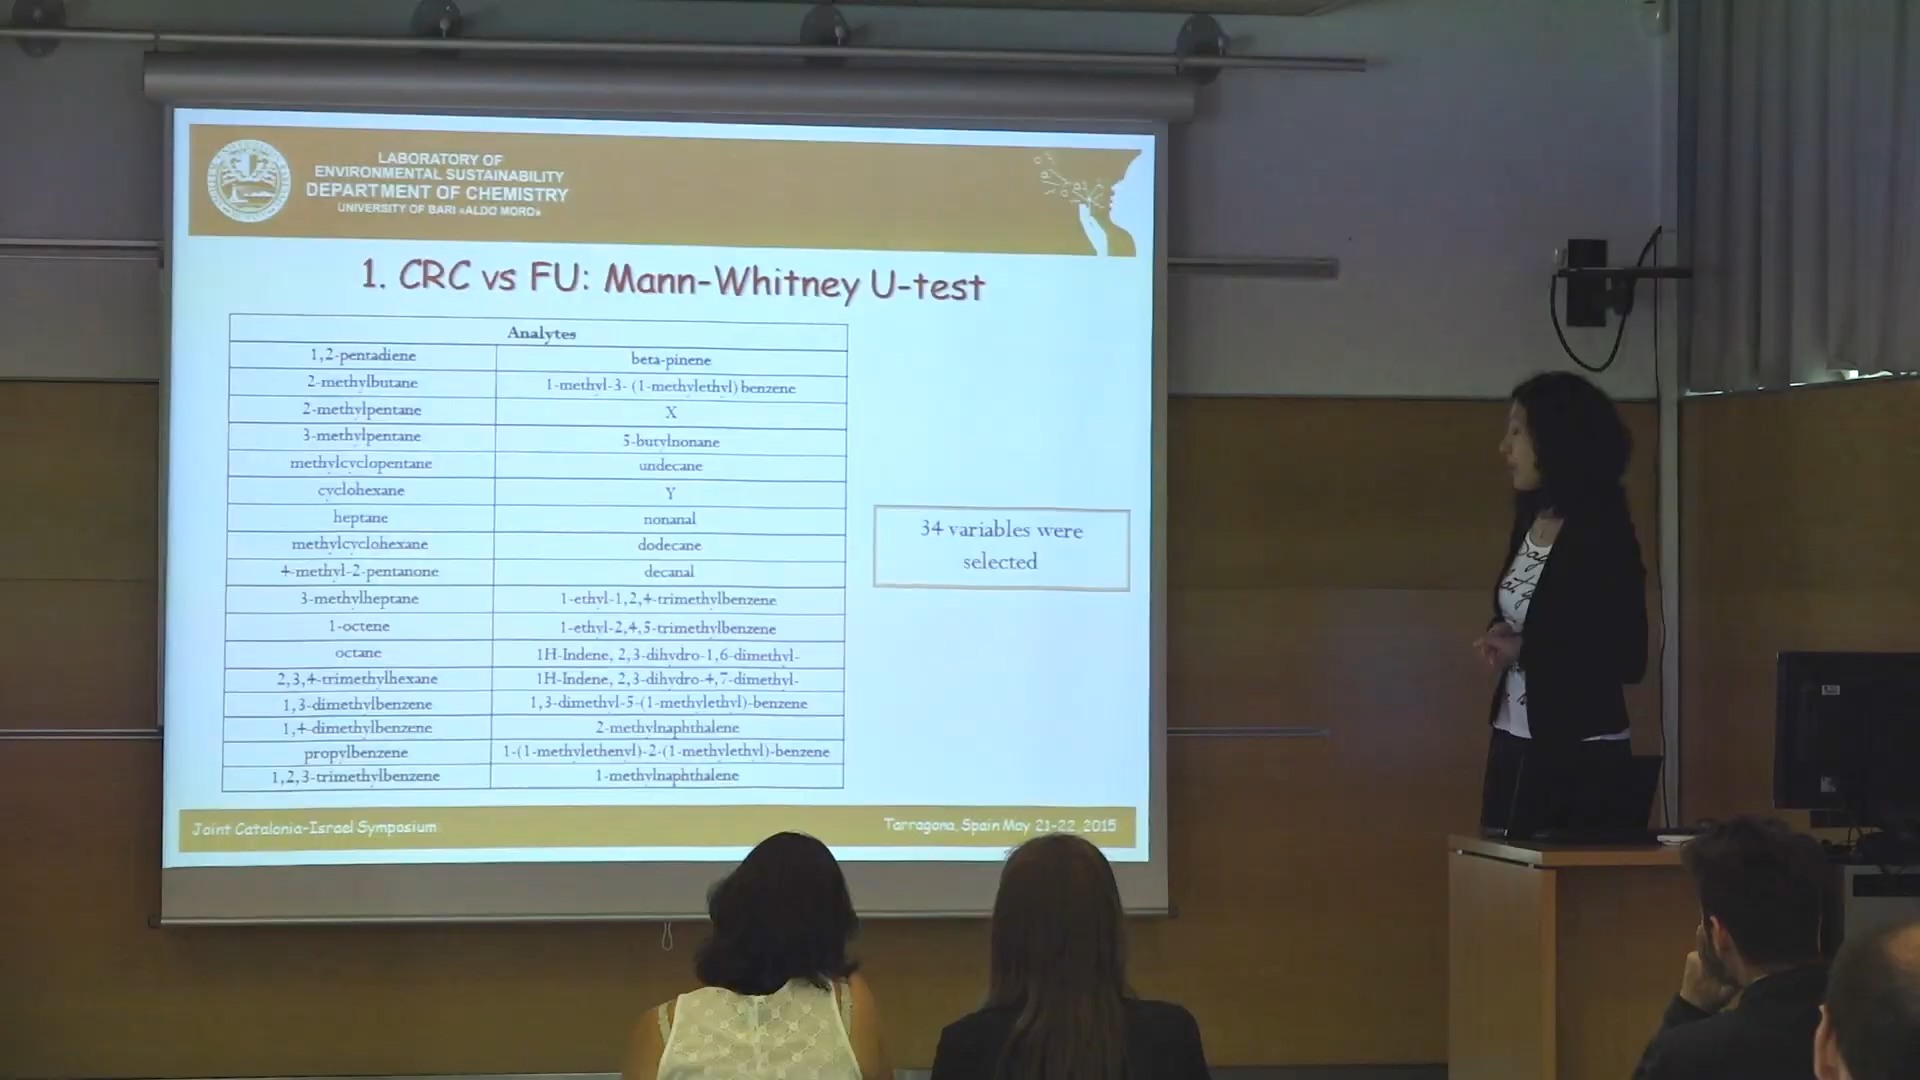 LABORATORY OF
ENVIRONMENTAL SUSTAINABILITY
DEPARTMENT OF CHEMISTRY
UNIVERSITY OF BARI «ALDO MORO»
1. CRC vs FU: Mann-Whitney U-test
Analytes
1,2-pentadiene beta-pinene
2-methylbutane 1-methyl-3- (1-methylethyl) benzene
2-methylpentane X
3-methylpentane 5-butylnonane
methylcyclopentane undecane
cyclohexane Y
heptane nonanal
methylcyclohexane dodecane
4-methyl-2-pentanone decanal
3-methylheptane 1-ethyl-1,2,4-trimethylbenzene
1-octene 1-ethyl-2,4,5-trimethylbenzene
octane 1H-Indene, 2,3-dihydro-1,6-dimethyl-
2,3,4-trimethylhexane 1H-Indene, 2,3-dihydro-4,7-dimethyl-
1,3-dimethylbenzene 1,3-dimethyl-5-(1-methylethyl)-benzene
1,4-dimethylbenzene 2-methylnaphthalene
propylbenzene 1-(1-methylethenyl)-2-(1-methylethyl)-benzene
1,2,3-trimethylbenzene 1-methylnaphthalene
34 variables were
selected
Joint Catalonia-Israel Symposium
Tarragona, Spain May 21-22, 2015